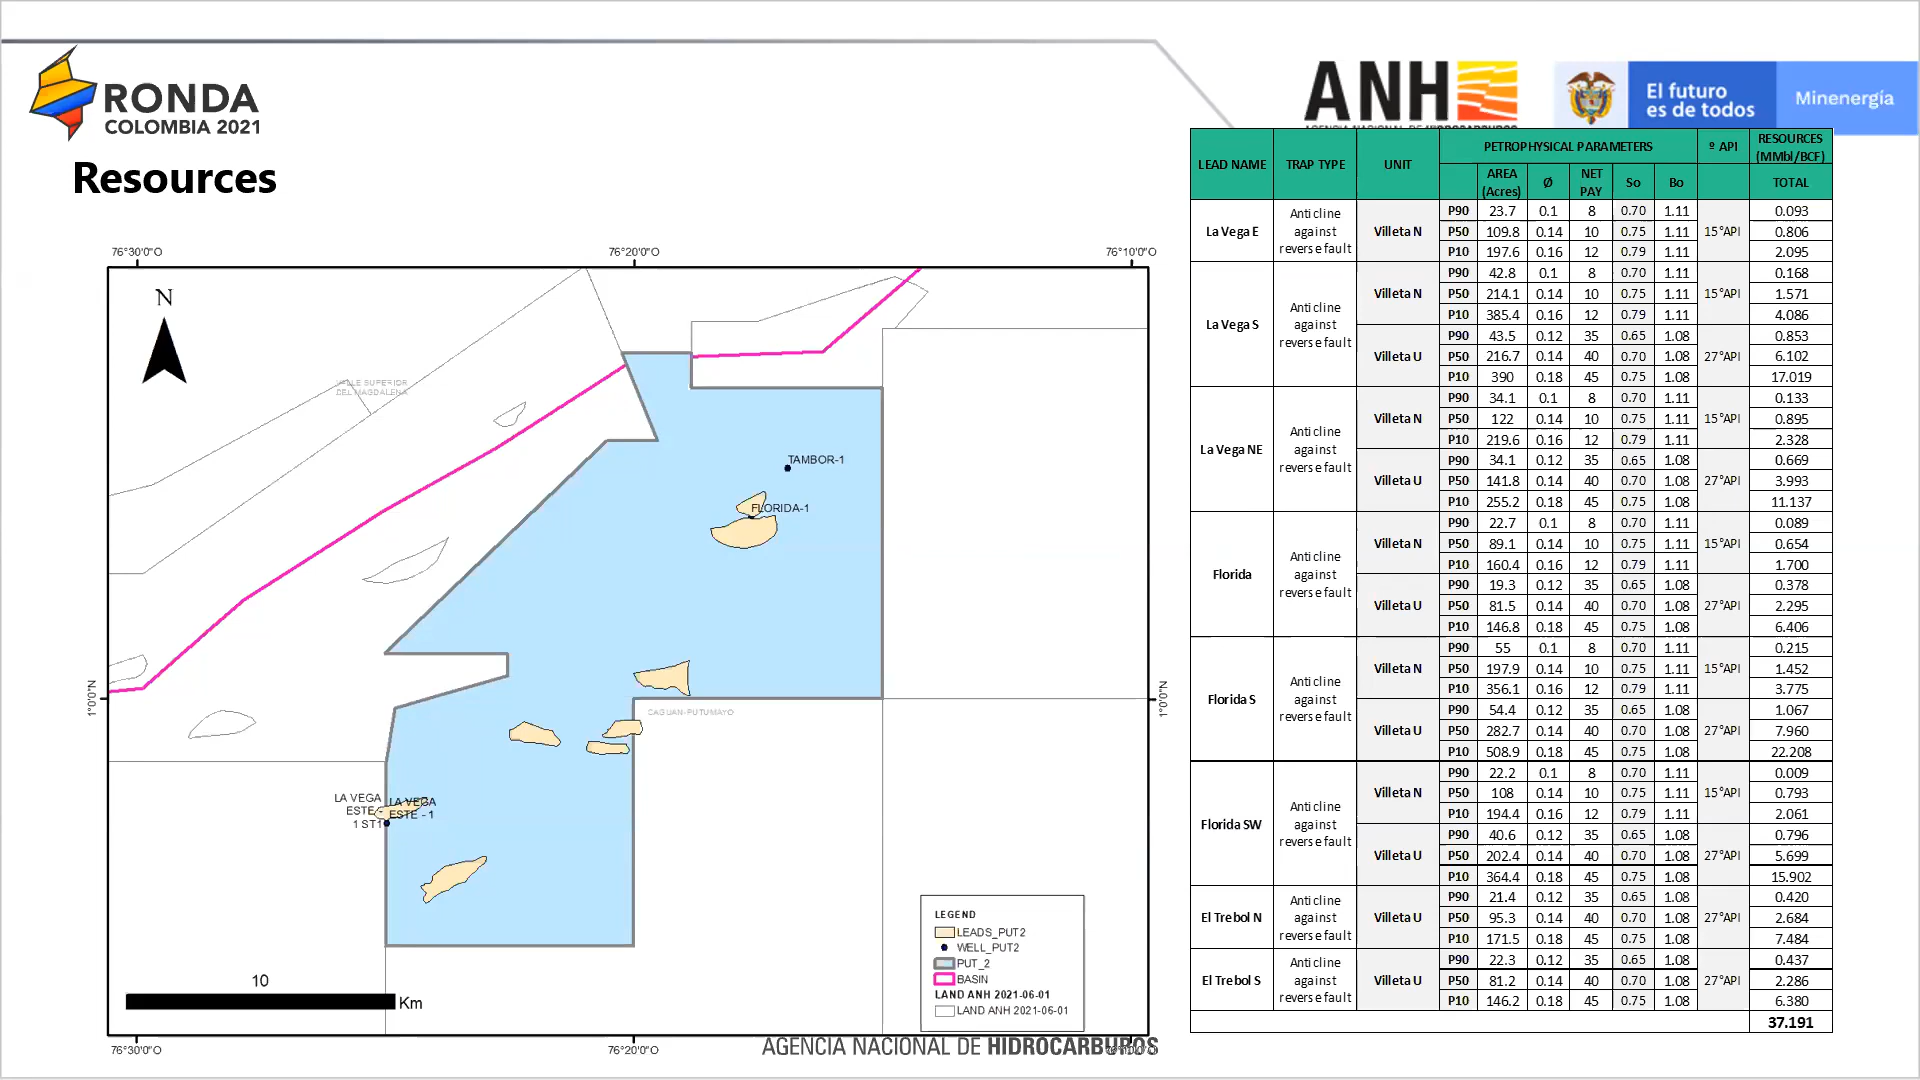 RONDA
COLOMBIA 2021
ANH
El futuro
es de todos
Minenergía
Resources
76°30'0"O 76°20'0"O 76°10'0"O
N
VALLE SUPERIOR
DEL MAGDALENA
TAMBOR-1
FLORIDA-1
1°0'0"N
1°0'0"N
CAGUAN-PUTUMAYO
LA VEGA
ESTE -
1 ST1
LA VEGA
ESTE - 1
LEGEND
LEADS_PUT2
WELL_PUT2
PUT_2
BASIN
LAND ANH 2021-06-01
LAND ANH 2021-06-01
10
Km
76°30'0"O 76°20'0"O
AGENCIA NACIONAL DE HIDROCARBUROS
LEAD NAME TRAP TYPE UNIT PETROPHYSICAL PARAMETERS º API RESOURCES (MMbl/BCF)
AREA (Acres) Ø NET PAY So Bo TOTAL
La Vega E Anticline against reverse fault Villeta N P90 23.7 0.1 8 0.70 1.11 15°API 0.093
P50 109.8 0.14 10 0.75 1.11 0.806
P10 197.6 0.16 12 0.79 1.11 2.095
La Vega S Anticline against reverse fault Villeta N P90 42.8 0.1 8 0.70 1.11 15°API 0.168
P50 214.1 0.14 10 0.75 1.11 1.571
P10 385.4 0.16 12 0.79 1.11 4.086
Villeta U P90 43.5 0.12 35 0.65 1.08 27°API 0.853
P50 216.7 0.14 40 0.70 1.08 6.102
P10 390 0.18 45 0.75 1.08 17.019
La Vega NE Anticline against reverse fault Villeta N P90 34.1 0.1 8 0.70 1.11 15°API 0.133
P50 122 0.14 10 0.75 1.11 0.895
P10 219.6 0.16 12 0.79 1.11 2.328
Villeta U P90 34.1 0.12 35 0.65 1.08 27°API 0.669
P50 141.8 0.14 40 0.70 1.08 3.993
P10 255.2 0.18 45 0.75 1.08 11.137
Florida Anticline against reverse fault Villeta N P90 22.7 0.1 8 0.70 1.11 15°API 0.089
P50 89.1 0.14 10 0.75 1.11 0.654
P10 160.4 0.16 12 0.79 1.11 1.700
Villeta U P90 19.3 0.12 35 0.65 1.08 27°API 0.378
P50 81.5 0.14 40 0.70 1.08 2.295
P10 146.8 0.18 45 0.75 1.08 6.406
Florida S Anticline against reverse fault Villeta N P90 55 0.1 8 0.70 1.11 15°API 0.215
P50 197.9 0.14 10 0.75 1.11 1.452
P10 356.1 0.16 12 0.79 1.11 3.775
Villeta U P90 54.4 0.12 35 0.65 1.08 27°API 1.067
P50 282.7 0.14 40 0.70 1.08 7.960
P10 508.9 0.18 45 0.75 1.08 22.208
Florida SW Anticline against reverse fault Villeta N P90 22.2 0.1 8 0.70 1.11 15°API 0.009
P50 108 0.14 10 0.75 1.11 0.793
P10 194.4 0.16 12 0.79 1.11 2.061
Villeta U P90 40.6 0.12 35 0.65 1.08 27°API 0.796
P50 202.4 0.14 40 0.70 1.08 5.699
P10 364.4 0.18 45 0.75 1.08 15.902
El Trebol N Anticline against reverse fault Villeta U P90 21.4 0.12 35 0.65 1.08 27°API 0.420
P50 95.3 0.14 40 0.70 1.08 2.684
P10 171.5 0.18 45 0.75 1.08 7.484
El Trebol S Anticline against reverse fault Villeta U P90 22.3 0.12 35 0.65 1.08 27°API 0.437
P50 81.2 0.14 40 0.70 1.08 2.286
P10 146.2 0.18 45 0.75 1.08 6.380
37.191